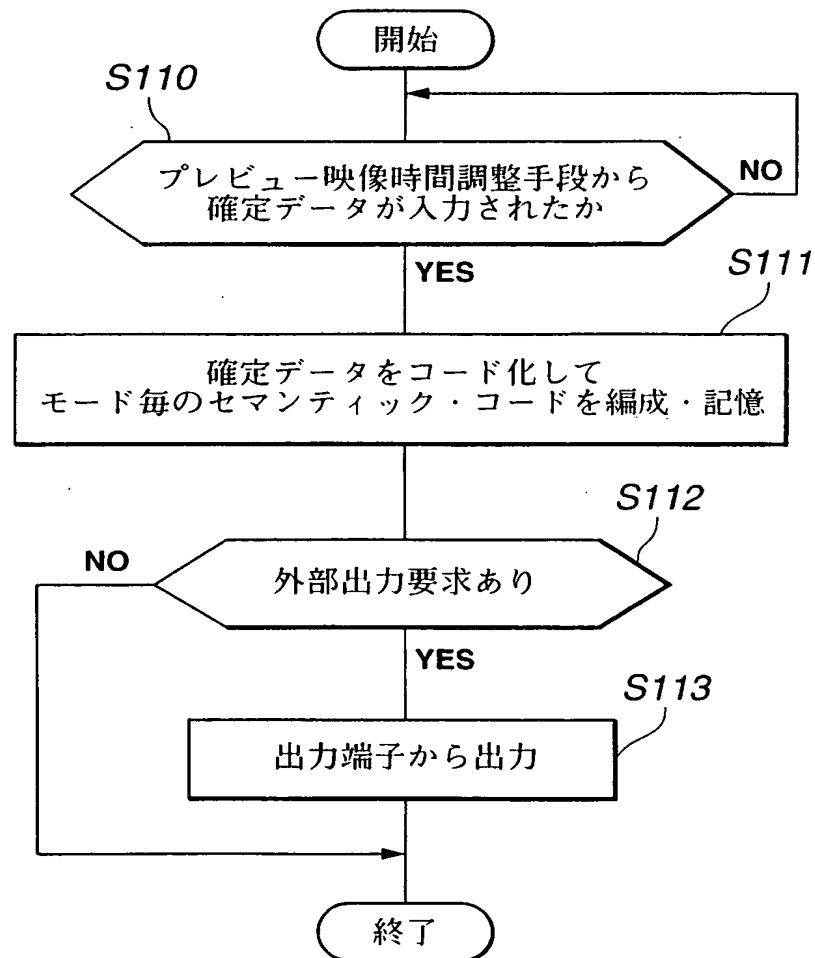 開始
S110
プレビュー映像時間調整手段から
確定データが入力されたか
NO
YES
S111
確定データをコード化して
モード毎のセマンティック・コードを編成・記憶
S112
NO
外部出力要求あり
YES
S113
出力端子から出力
終了